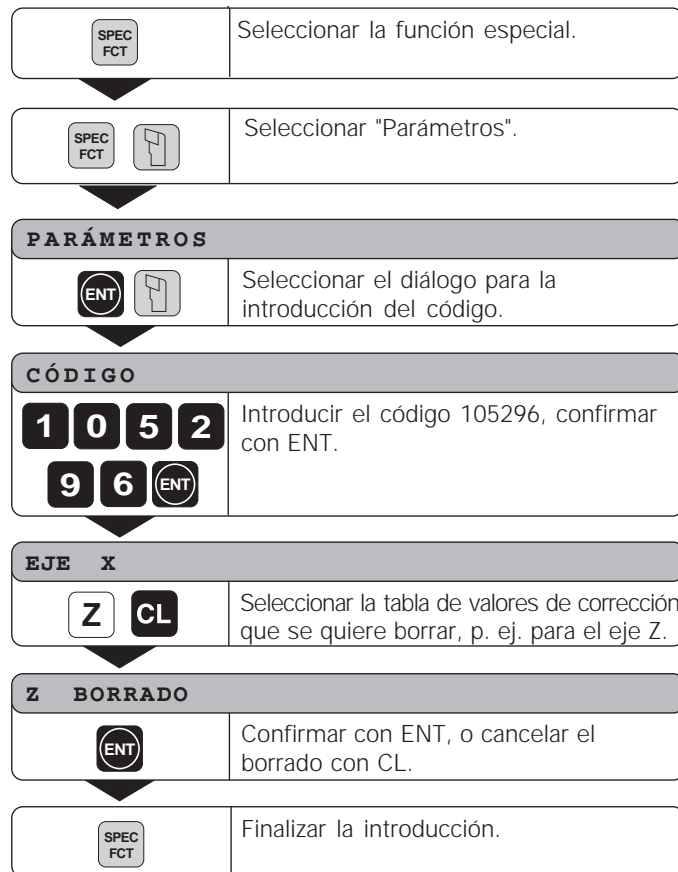 SPEC
FCT
Seleccionar la función especial.
SPEC
FCT
Seleccionar "Parámetros".
PARÁMETROS
ENT
Seleccionar el diálogo para la
introducción del código.
CÓDIGO
1 0 5 2
9 6 ENT
Introducir el código 105296, confirmar
con ENT.
EJE X
Z CL
Seleccionar la tabla de valores de corrección
que se quiere borrar, p. ej. para el eje Z.
Z BORRADO
ENT
Confirmar con ENT, o cancelar el
borrado con CL.
SPEC
FCT
Finalizar la introducción.